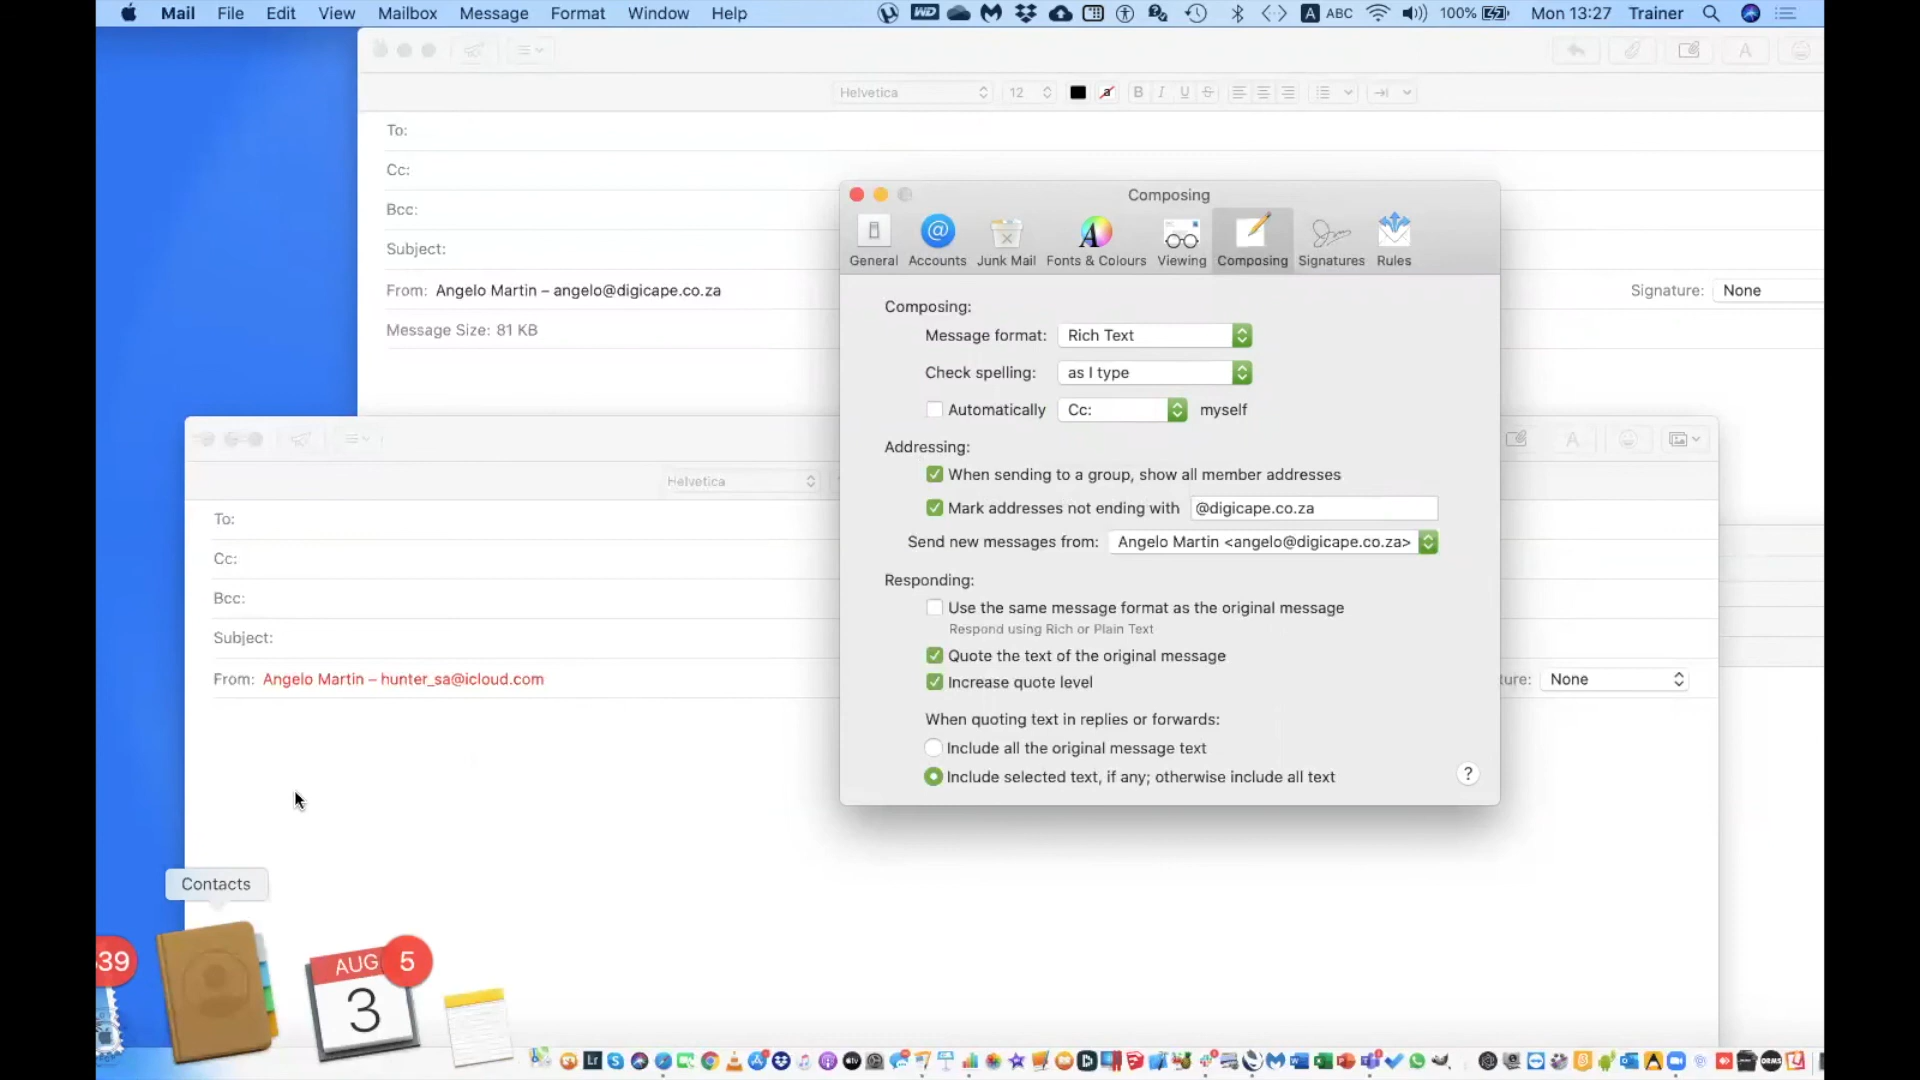 Mail File Edit View Mailbox Message Format Window Help WD A ABC 100% Mon 13:27 Trainer
Helvetica 12 a B I U S
To:
Cc:
Bcc:
Subject:
From: Angelo Martin – angelo@digicape.co.za Signature: None
Message Size: 81 KB
Composing
General Accounts Junk Mail Fonts & Colours Viewing Composing Signatures Rules
Composing:
Message format: Rich Text
Check spelling: as I type
Automatically Cc: myself
Addressing:
When sending to a group, show all member addresses
Mark addresses not ending with @digicape.co.za
Send new messages from: Angelo Martin <angelo@digicape.co.za>
Responding:
Use the same message format as the original message
Respond using Rich or Plain Text
Quote the text of the original message
Increase quote level
When quoting text in replies or forwards:
Include all the original message text
Include selected text, if any; otherwise include all text
?
Helvetica
To:
Cc:
Bcc:
Subject:
From: Angelo Martin – hunter_sa@icloud.com ture: None
Contacts
39
AUG 5
3
Lr